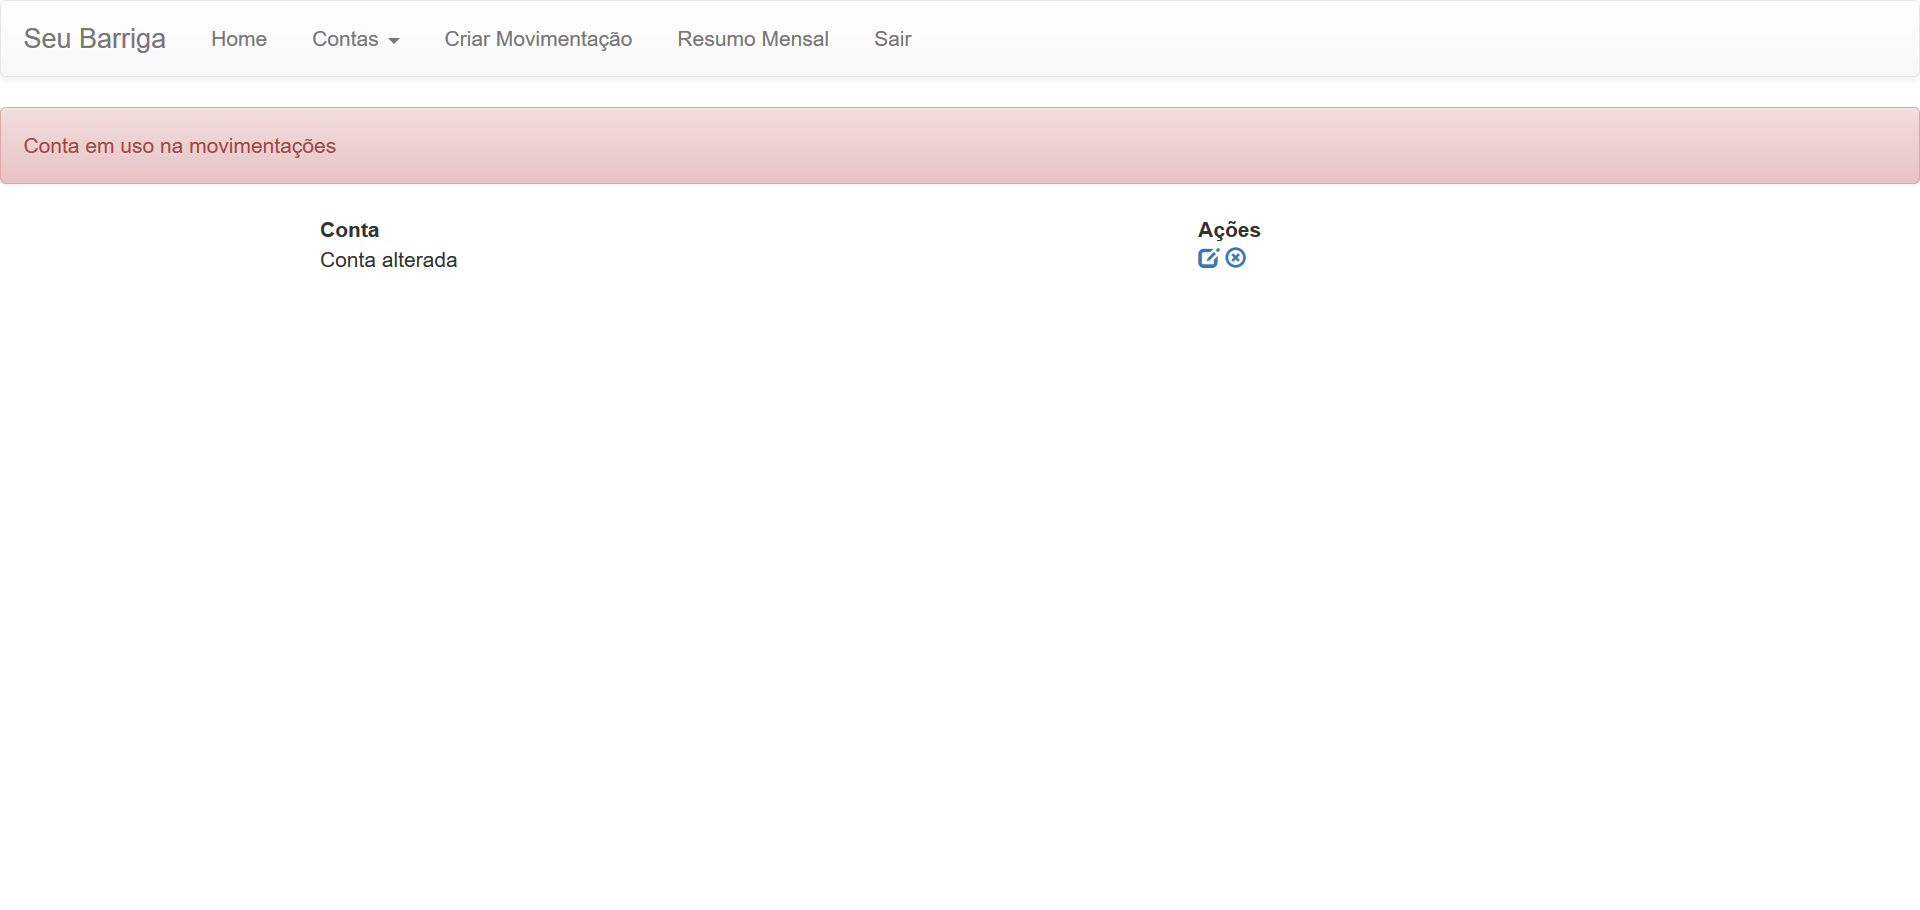 Seu Barriga Home Contas Criar Movimentação Resumo Mensal Sair
Conta em uso na movimentações
Conta Ações
Conta alterada